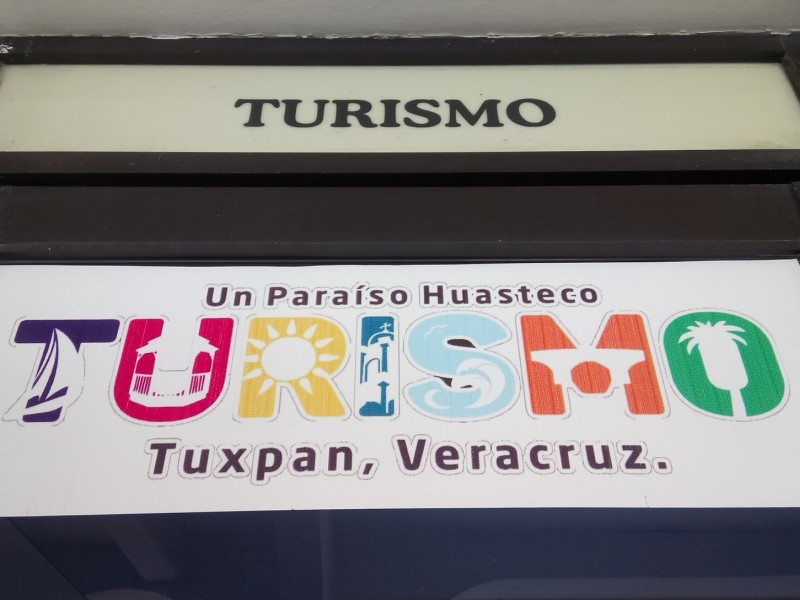 TURISMO
Un Paraíso Huasteco
TURISMO
Tuxpan, Veracruz.